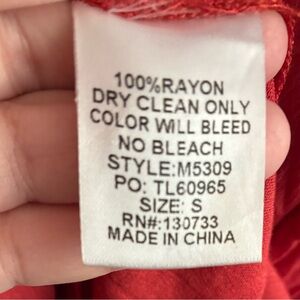 100%RAYON
DRY CLEAN ONLY
COLOR WILL BLEED
NO BLEACH
STYLE:M5309
PO: TL60965
SIZE: S
RN#:130733
MADE IN CHINA